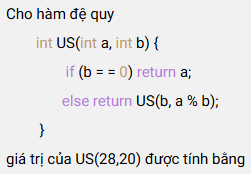 Cho hàm đệ quy
int US(int a, int b) {
if (b = = 0) return a;
else return US(b, a % b);
}
giá trị của US(28,20) được tính bằng